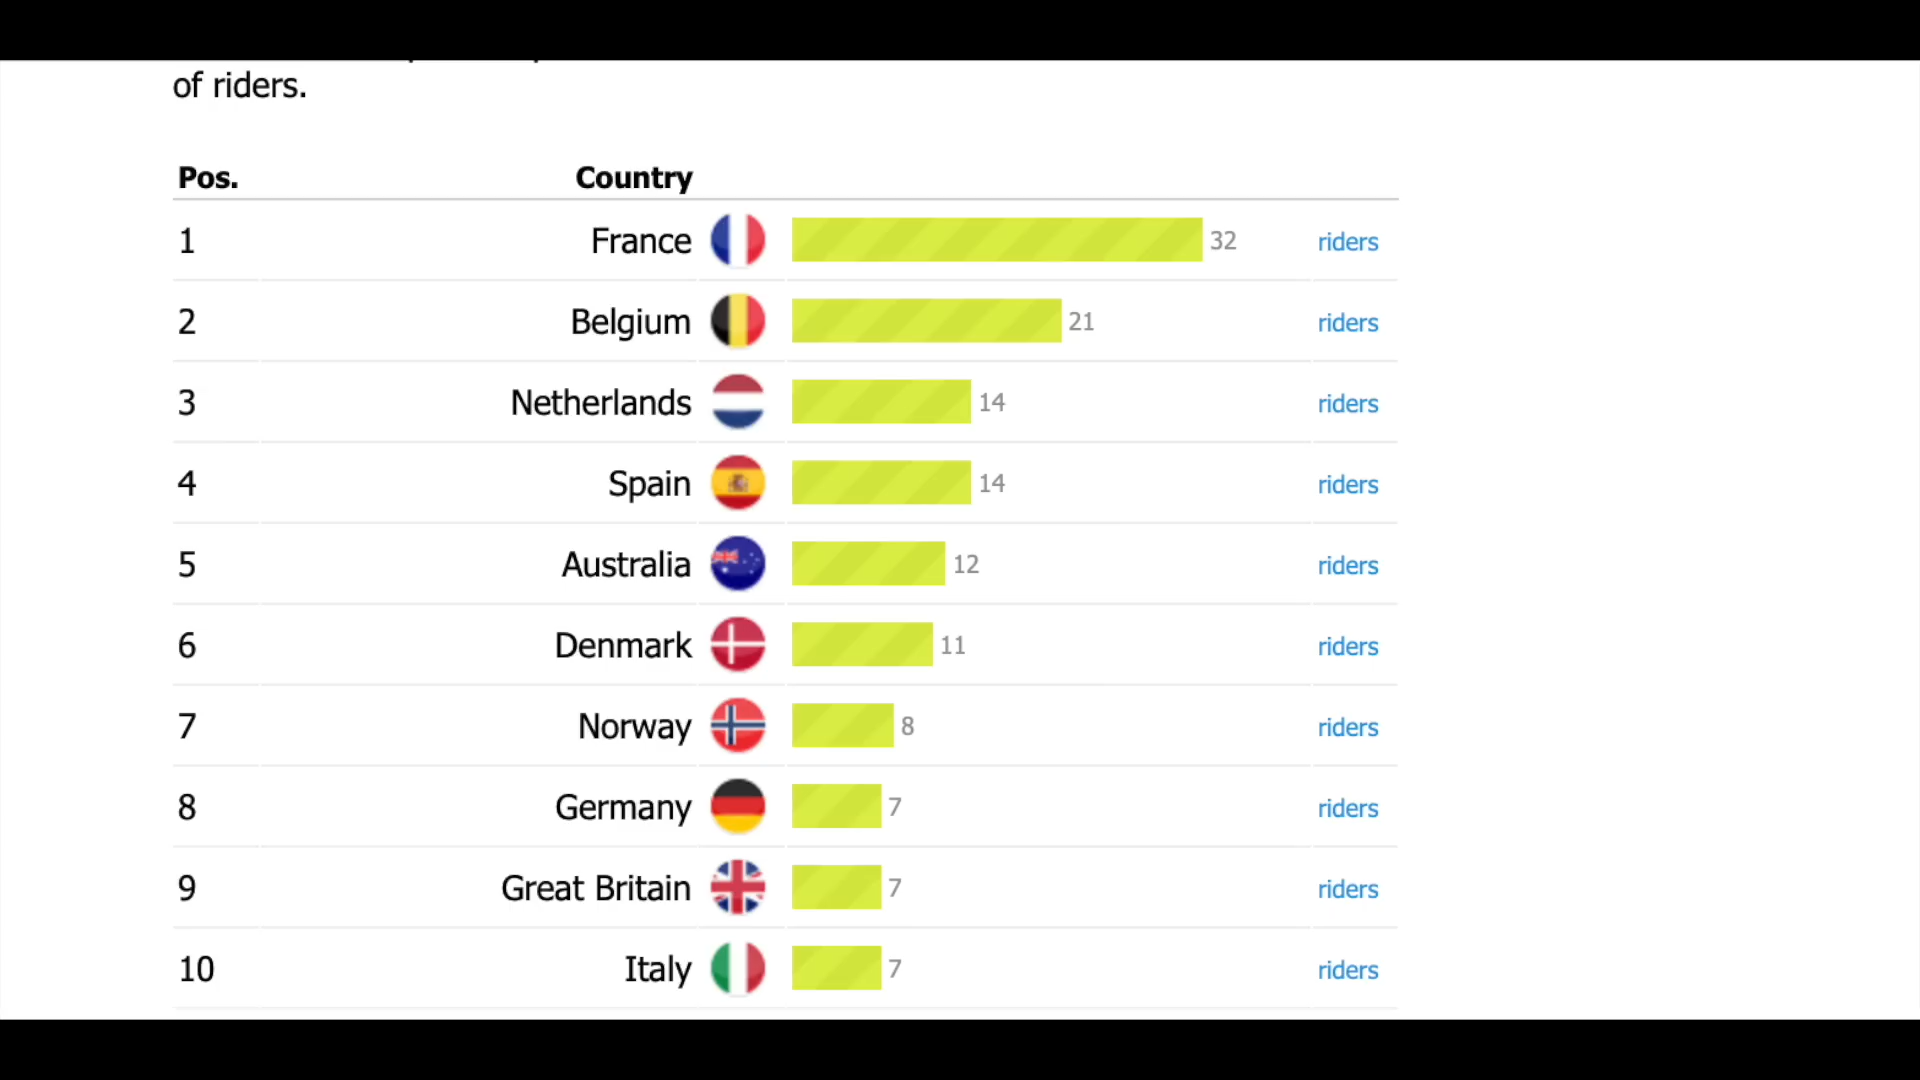 of riders.
Pos. Country
1 France 32 riders
2 Belgium 21 riders
3 Netherlands 14 riders
4 Spain 14 riders
5 Australia 12 riders
6 Denmark 11 riders
7 Norway 8 riders
8 Germany 7 riders
9 Great Britain 7 riders
10 Italy 7 riders